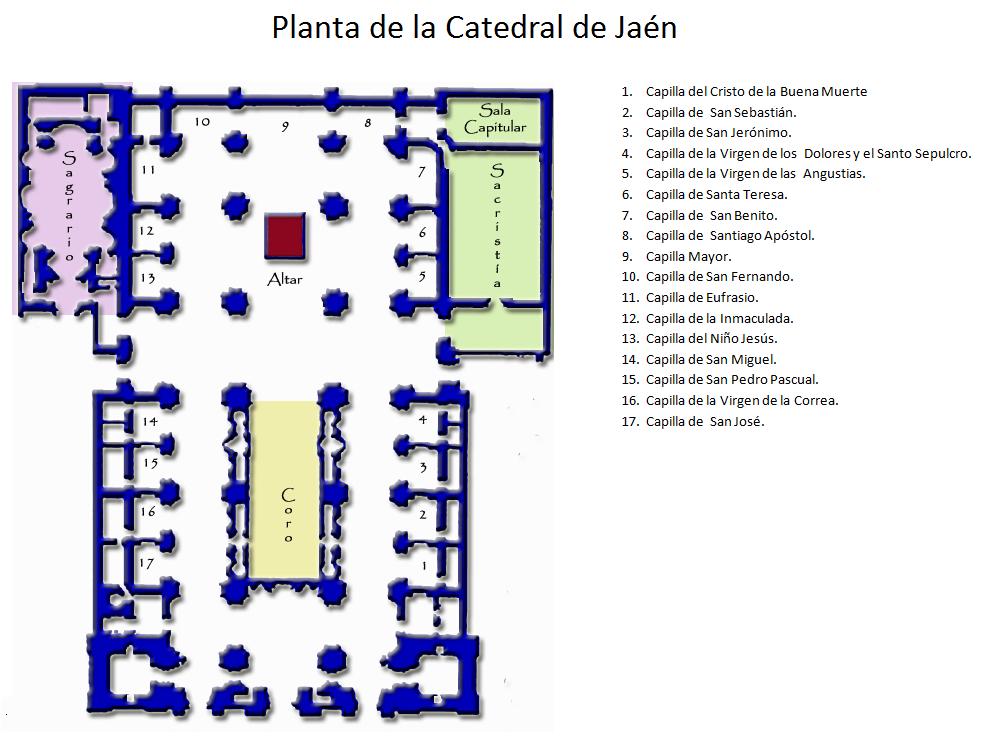 Planta de la Catedral de Jaén
1. Capilla del Cristo de la Buena Muerte
2. Capilla de San Sebastián.
3. Capilla de San Jerónimo.
4. Capilla de la Virgen de los Dolores y el Santo Sepulcro.
5. Capilla de la Virgen de las Angustias.
6. Capilla de Santa Teresa.
7. Capilla de San Benito.
8. Capilla de Santiago Apóstol.
9. Capilla Mayor.
10. Capilla de San Fernando.
11. Capilla de Eufrasio.
12. Capilla de la Inmaculada.
13. Capilla del Niño Jesús.
14. Capilla de San Miguel.
15. Capilla de San Pedro Pascual.
16. Capilla de la Virgen de la Correa.
17. Capilla de San José.
Sala
Capitular
Sacristía
Sagrario
Altar
Coro
10
9
8
11
7
12
6
13
5
14
4
15
3
16
2
17
1